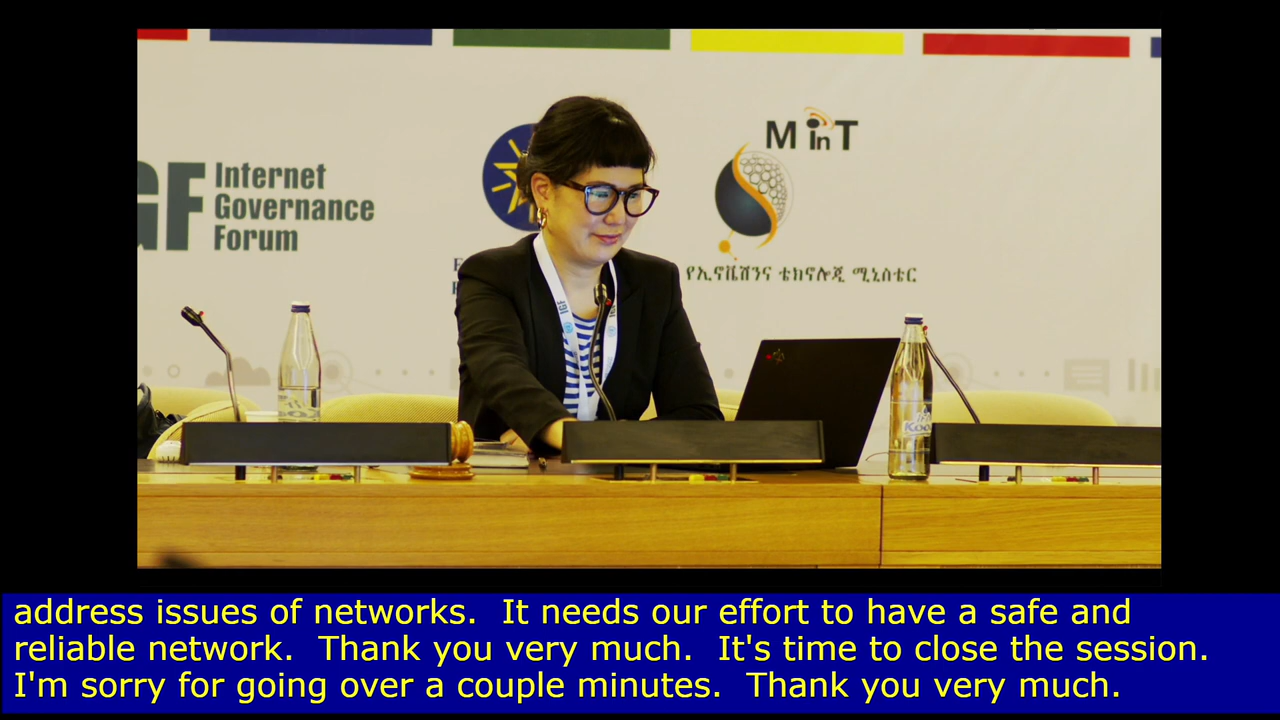 M in T
GF Internet
Governance
Forum
የኢኖቬሽንና ቴክኖሎጂ ሚኒስቴር
address issues of networks.  It needs our effort to have a safe and
reliable network.  Thank you very much.  It's time to close the session.
I'm sorry for going over a couple minutes.  Thank you very much.